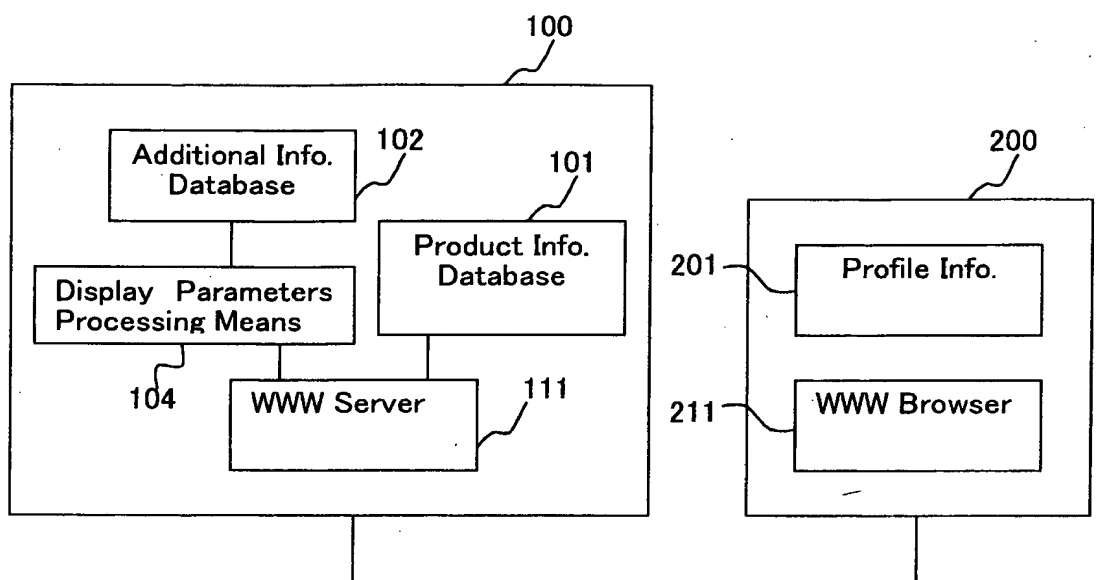 100
Additional Info.
Database
102
101
Product Info.
Database
Display Parameters
Processing Means
104
WWW Server
111
200
201
Profile Info.
211
WWW Browser